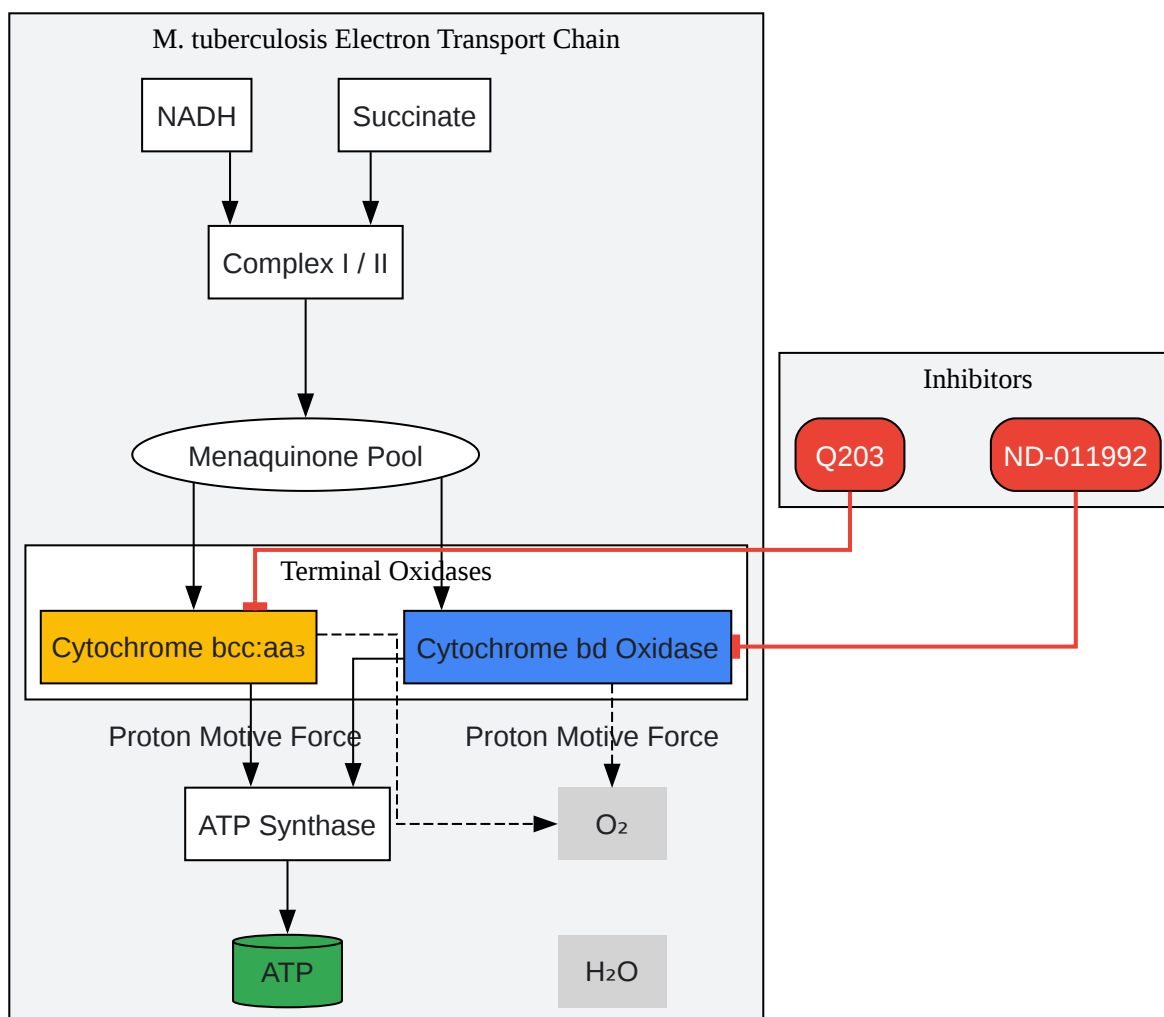 M. tuberculosis Electron Transport Chain
NADH
Succinate
Complex I / II
Menaquinone Pool
Inhibitors
Q203
ND-011992
Terminal Oxidases
Cytochrome bcc:aa₃
Cytochrome bd Oxidase
Proton Motive Force
Proton Motive Force
ATP Synthase
O₂
ATP
H₂O